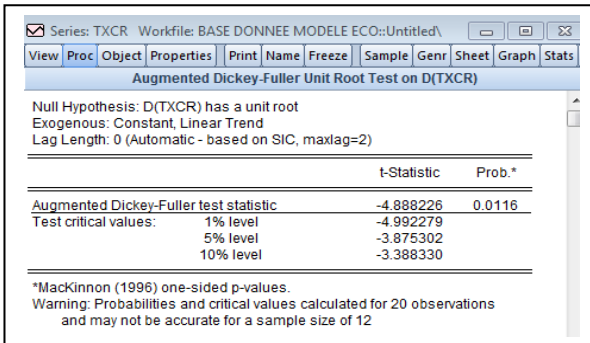 Series: TXCR Workfile: BASE DONNEE MODELE ECO::Untitled\
View Proc Object Properties Print Name Freeze Sample Genr Sheet Graph Stats
Augmented Dickey-Fuller Unit Root Test on D(TXCR)
Null Hypothesis: D(TXCR) has a unit root
Exogenous: Constant, Linear Trend
Lag Length: 0 (Automatic - based on SIC, maxlag=2)
t-Statistic Prob.*
Augmented Dickey-Fuller test statistic -4.888226 0.0116
Test critical values: 1% level -4.992279
5% level -3.875302
10% level -3.388330
*MacKinnon (1996) one-sided p-values.
Warning: Probabilities and critical values calculated for 20 observations
and may not be accurate for a sample size of 12